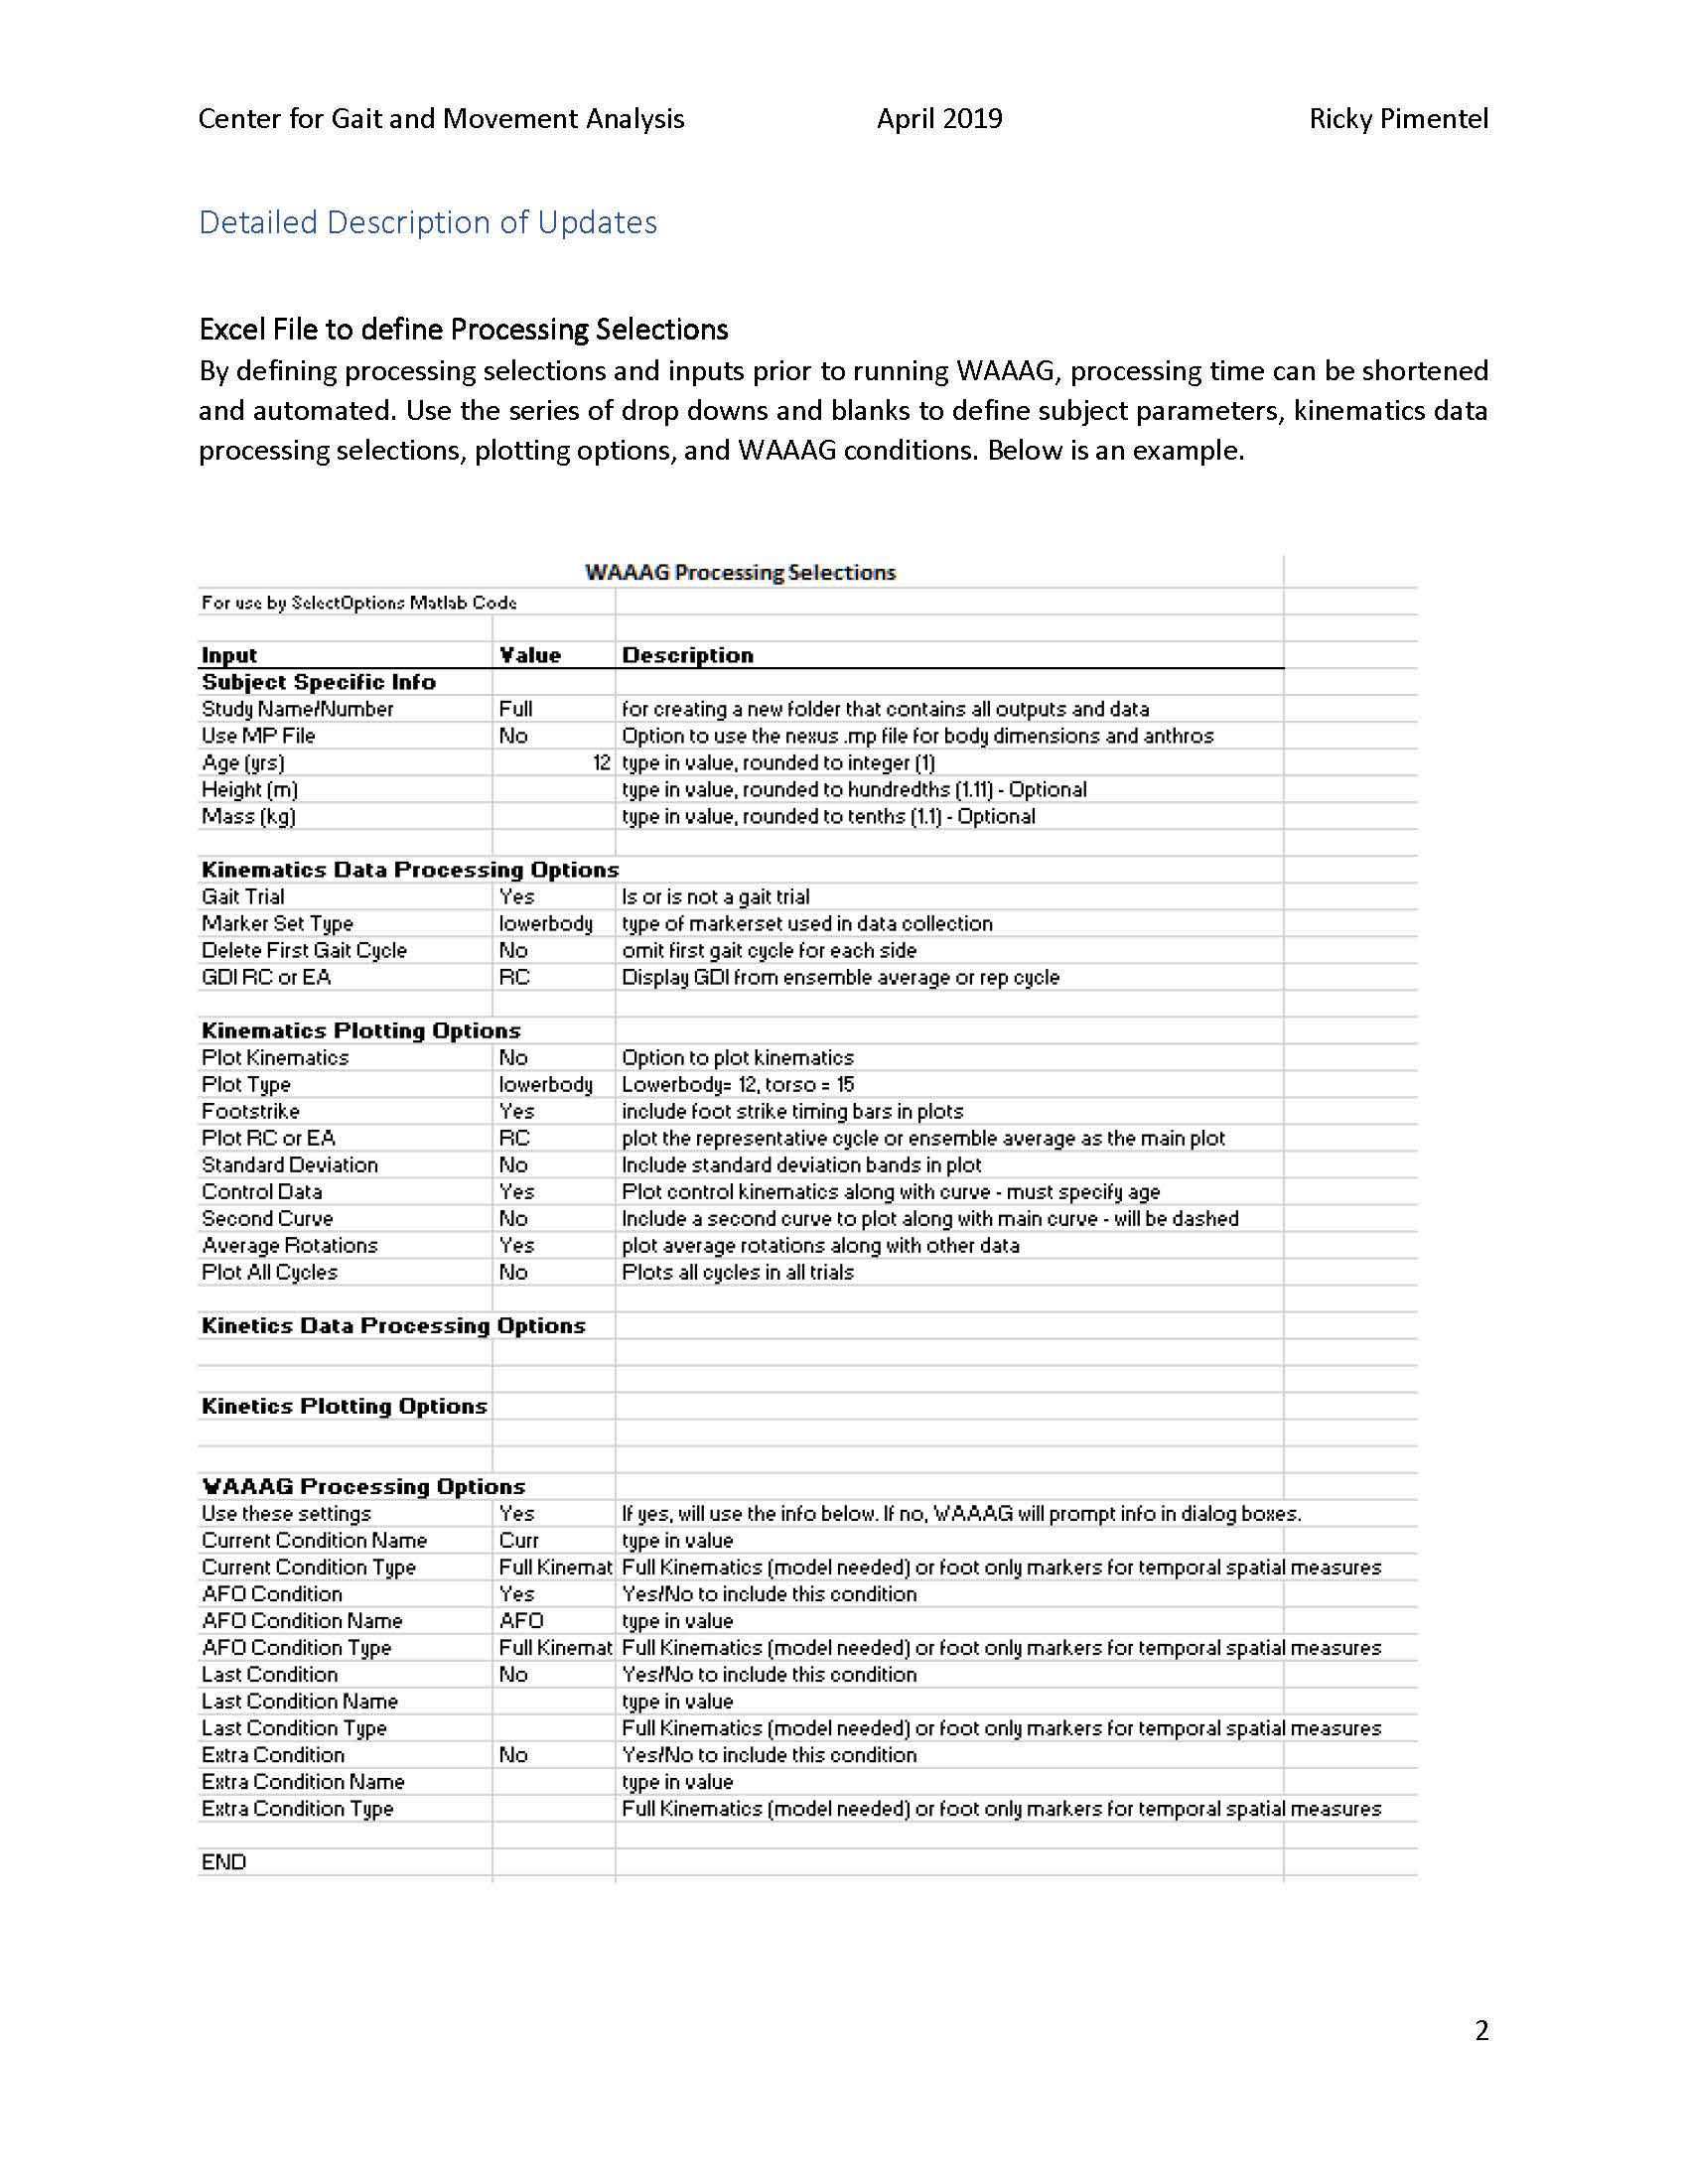 Center for Gait and Movement Analysis April 2019 Ricky Pimentel
Detailed Description of Updates
Excel File to define Processing Selections
By defining processing selections and inputs prior to running WAAAG, processing time can be shortened
and automated. Use the series of drop downs and blanks to define subject parameters, kinematics data
processing selections, plotting options, and WAAAG conditions. Below is an example.
WAAAG Processing Selections
For use by SelectOptions Matlab Code
Input Value Description
Subject Specific Info
Study Name/Number Full for creating a new folder that contains all outputs and data
Use MP File No Option to use the nexus .mp file for body dimensions and anthros
Age (yrs) 12 type in value, rounded to integer (1)
Height (m) type in value, rounded to hundredths (1.11) - Optional
Mass (kg) type in value, rounded to tenths (1.1) - Optional
Kinematics Data Processing Options
Gait Trial Yes Is or is not a gait trial
Marker Set Type lowerbody type of markerset used in data collection
Delete First Gait Cycle No omit first gait cycle for each side
GDI RC or EA RC Display GDI from ensemble average or rep cycle
Kinematics Plotting Options
Plot Kinematics No Option to plot kinematics
Plot Type lowerbody Lowerbody= 12, torso = 15
Footstrike Yes include foot strike timing bars in plots
Plot RC or EA RC plot the representative cycle or ensemble average as the main plot
Standard Deviation No Include standard deviation bands in plot
Control Data Yes Plot control kinematics along with curve - must specify age
Second Curve No Include a second curve to plot along with main curve - will be dashed
Average Rotations Yes plot average rotations along with other data
Plot All Cycles No Plots all cycles in all trials
Kinetics Data Processing Options
Kinetics Plotting Options
WAAAG Processing Options
Use these settings Yes If yes, will use the info below. If no, WAAAG will prompt info in dialog boxes.
Current Condition Name Curr type in value
Current Condition Type Full Kinemat Full Kinematics (model needed) or foot only markers for temporal spatial measures
AFO Condition Yes Yes/No to include this condition
AFO Condition Name AFO type in value
AFO Condition Type Full Kinemat Full Kinematics (model needed) or foot only markers for temporal spatial measures
Last Condition No Yes/No to include this condition
Last Condition Name type in value
Last Condition Type Full Kinematics (model needed) or foot only markers for temporal spatial measures
Extra Condition No Yes/No to include this condition
Extra Condition Name type in value
Extra Condition Type Full Kinematics (model needed) or foot only markers for temporal spatial measures
END
2